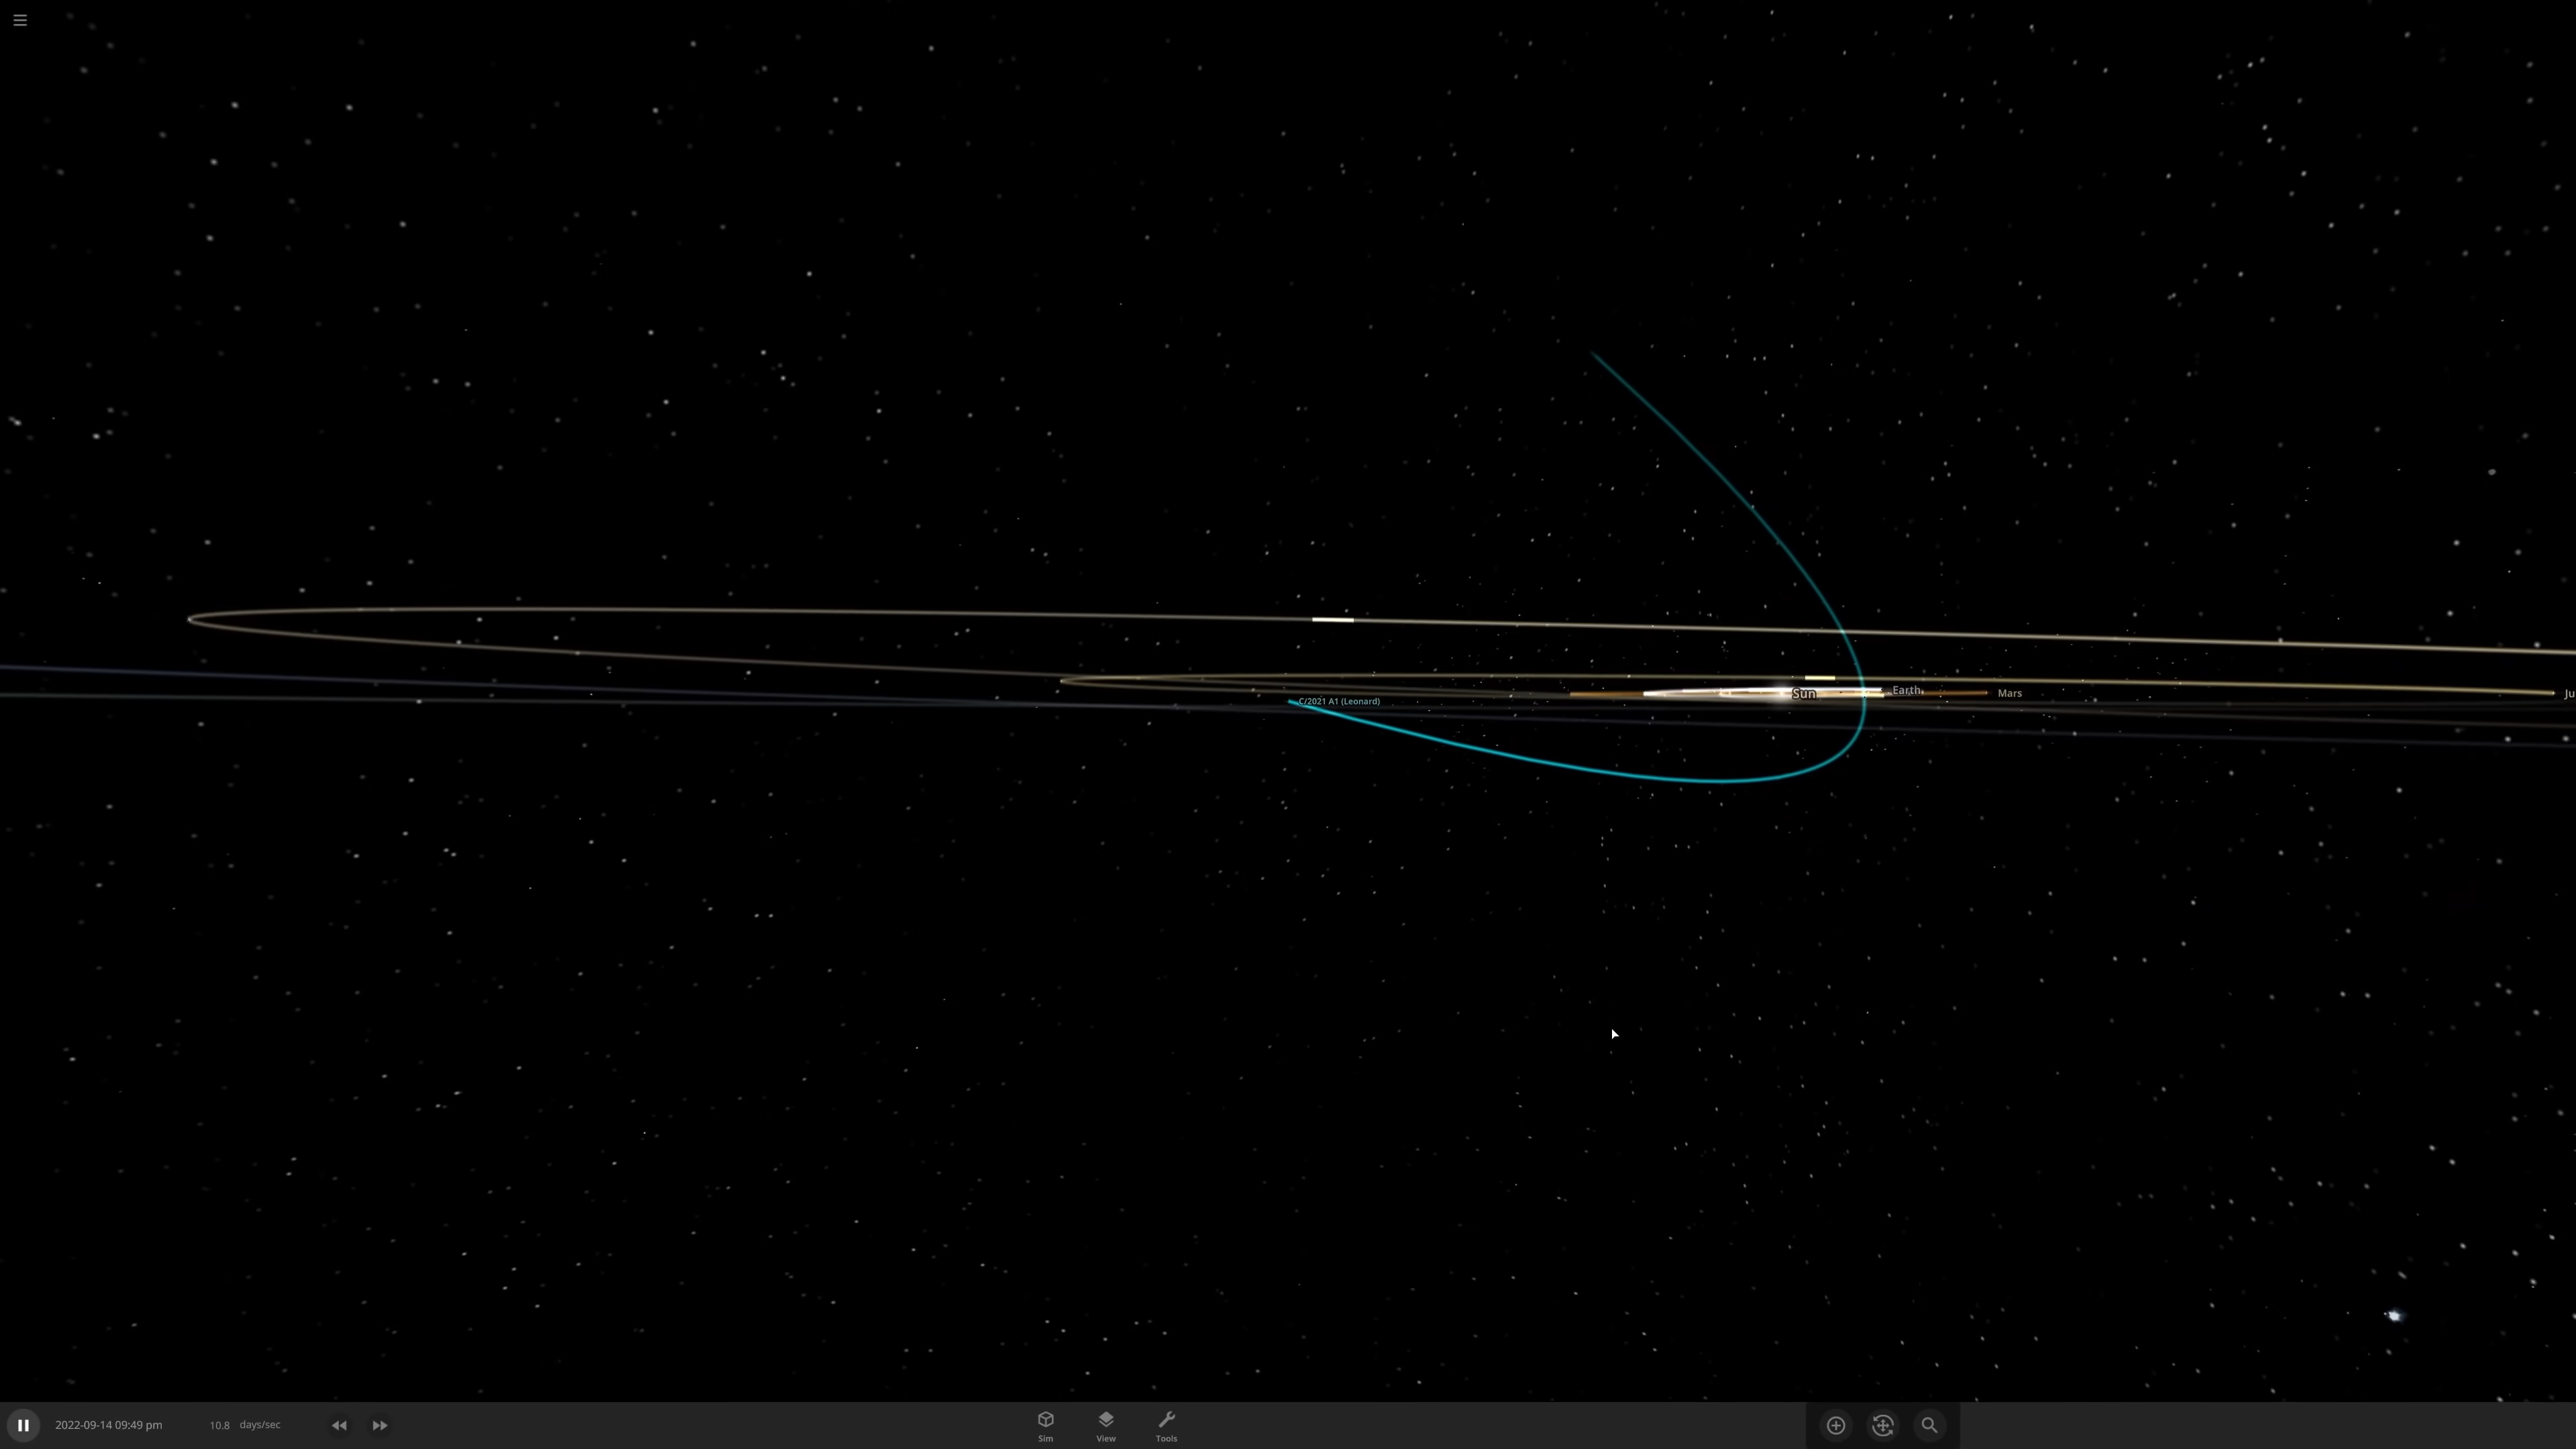 C/2021 A1 (Leonard)
Sun
Earth
Mars
Ju
2022-09-14 09:49 pm
10.8 days/sec
Sim
View
Tools